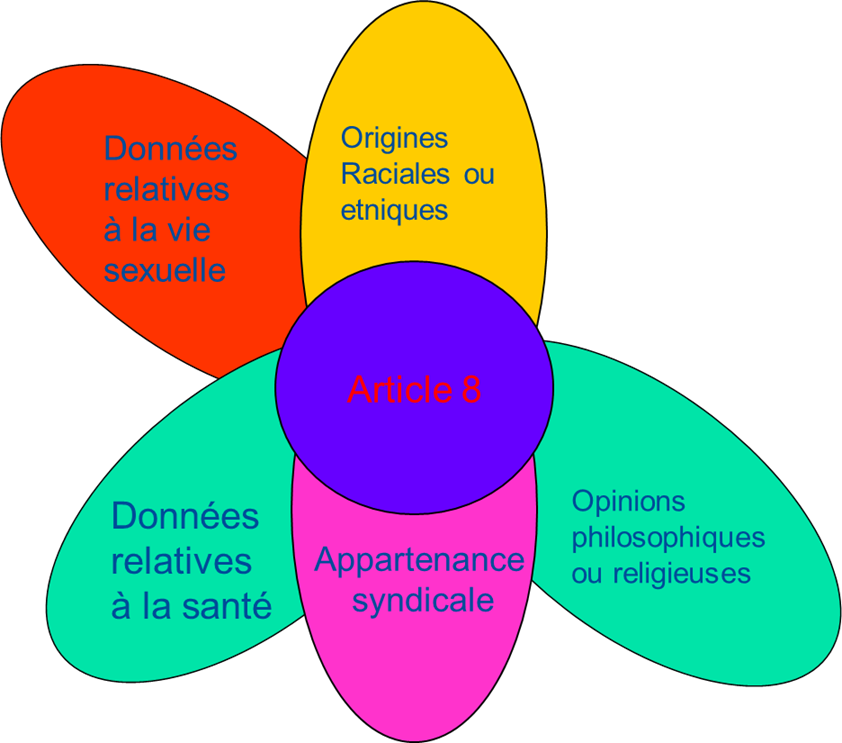 Données
relatives
à la vie
sexuelle
Origines
Raciales ou
etniques
Article 8
Données
relatives
à la santé
Appartenance
syndicale
Opinions
philosophiques
ou religieuses